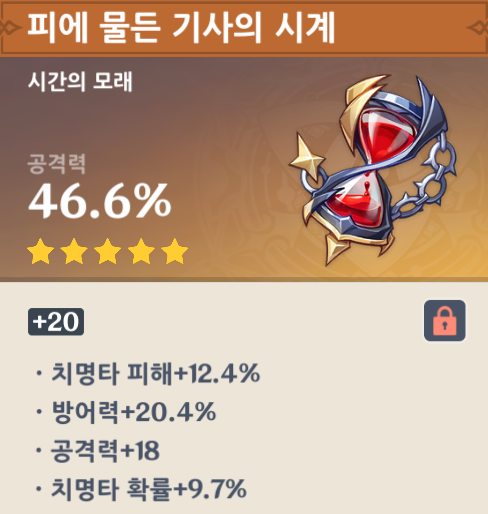 피에 물든 기사의 시계
시간의 모래
공격력
46.6%
+20
· 치명타 피해+12.4%
· 방어력+20.4%
· 공격력+18
· 치명타 확률+9.7%